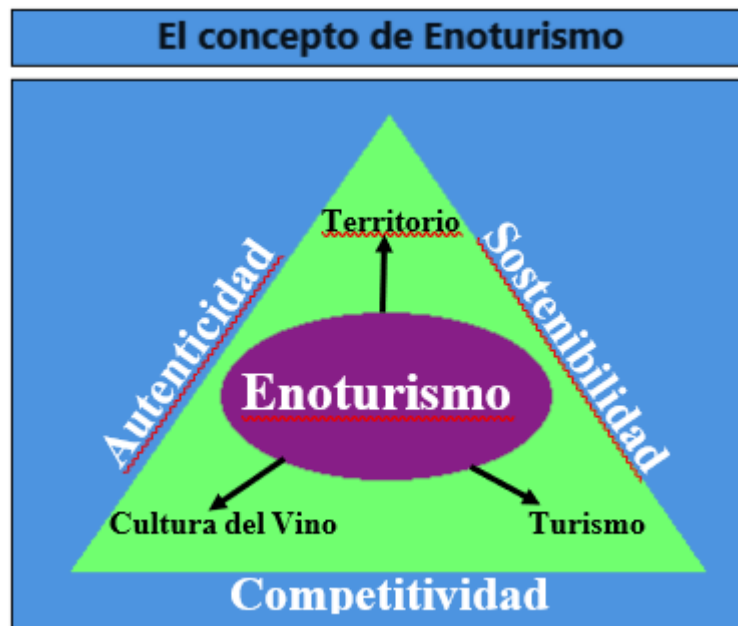 El concepto de Enoturismo
Territorio
Autenticidad
Sostenibilidad
Enoturismo
Cultura del Vino
Turismo
Competitividad